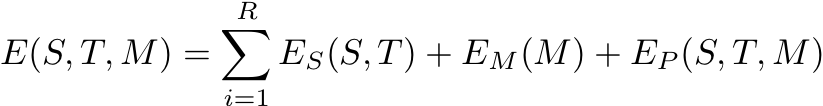 E(S, T, M) = \sum_{i=1}^{R} E_S(S, T) + E_M(M) + E_P(S, T, M)